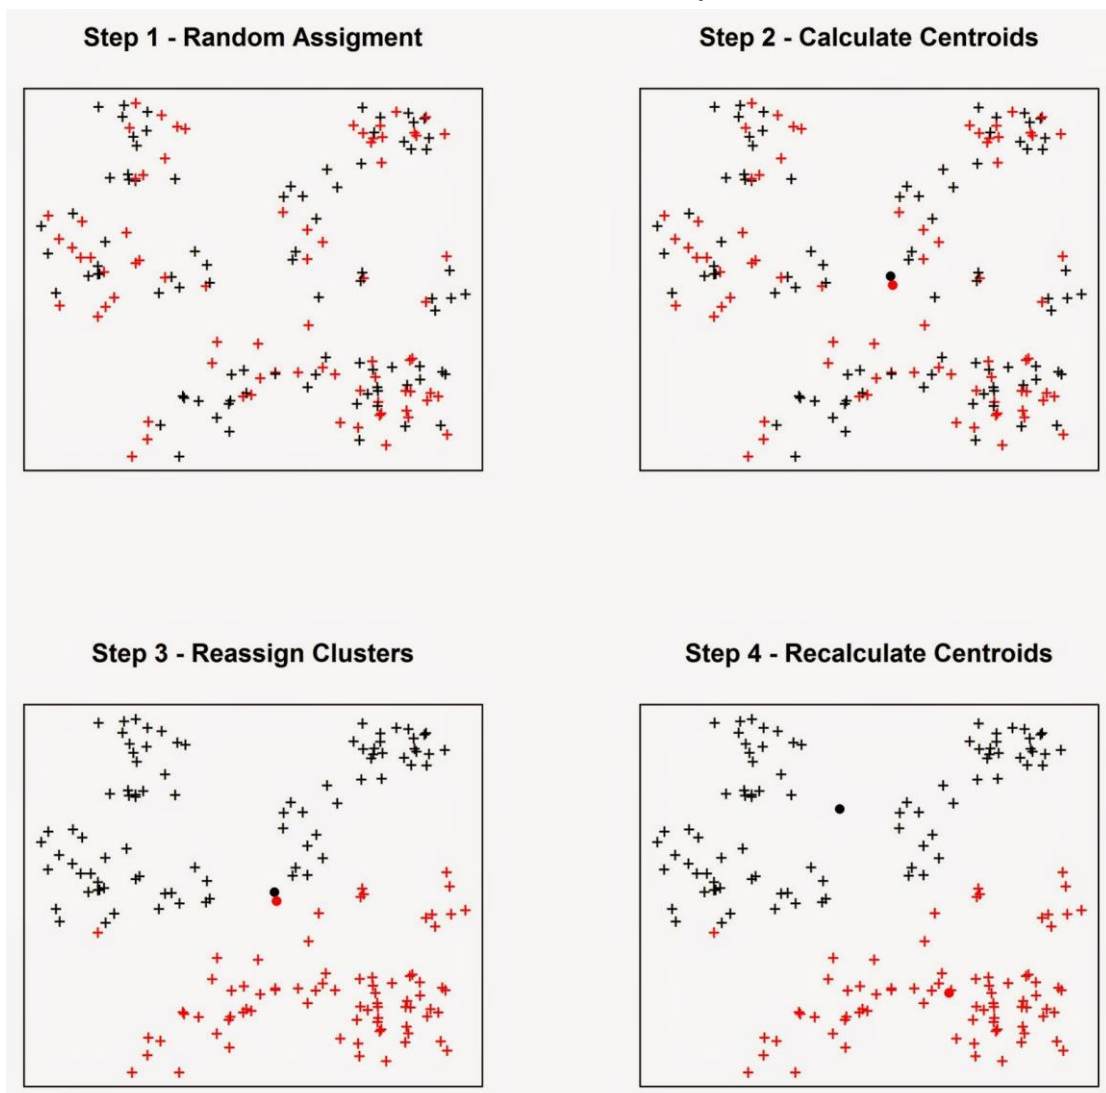 Step 1 - Random Assigment
Step 2 - Calculate Centroids
Step 3 - Reassign Clusters
Step 4 - Recalculate Centroids